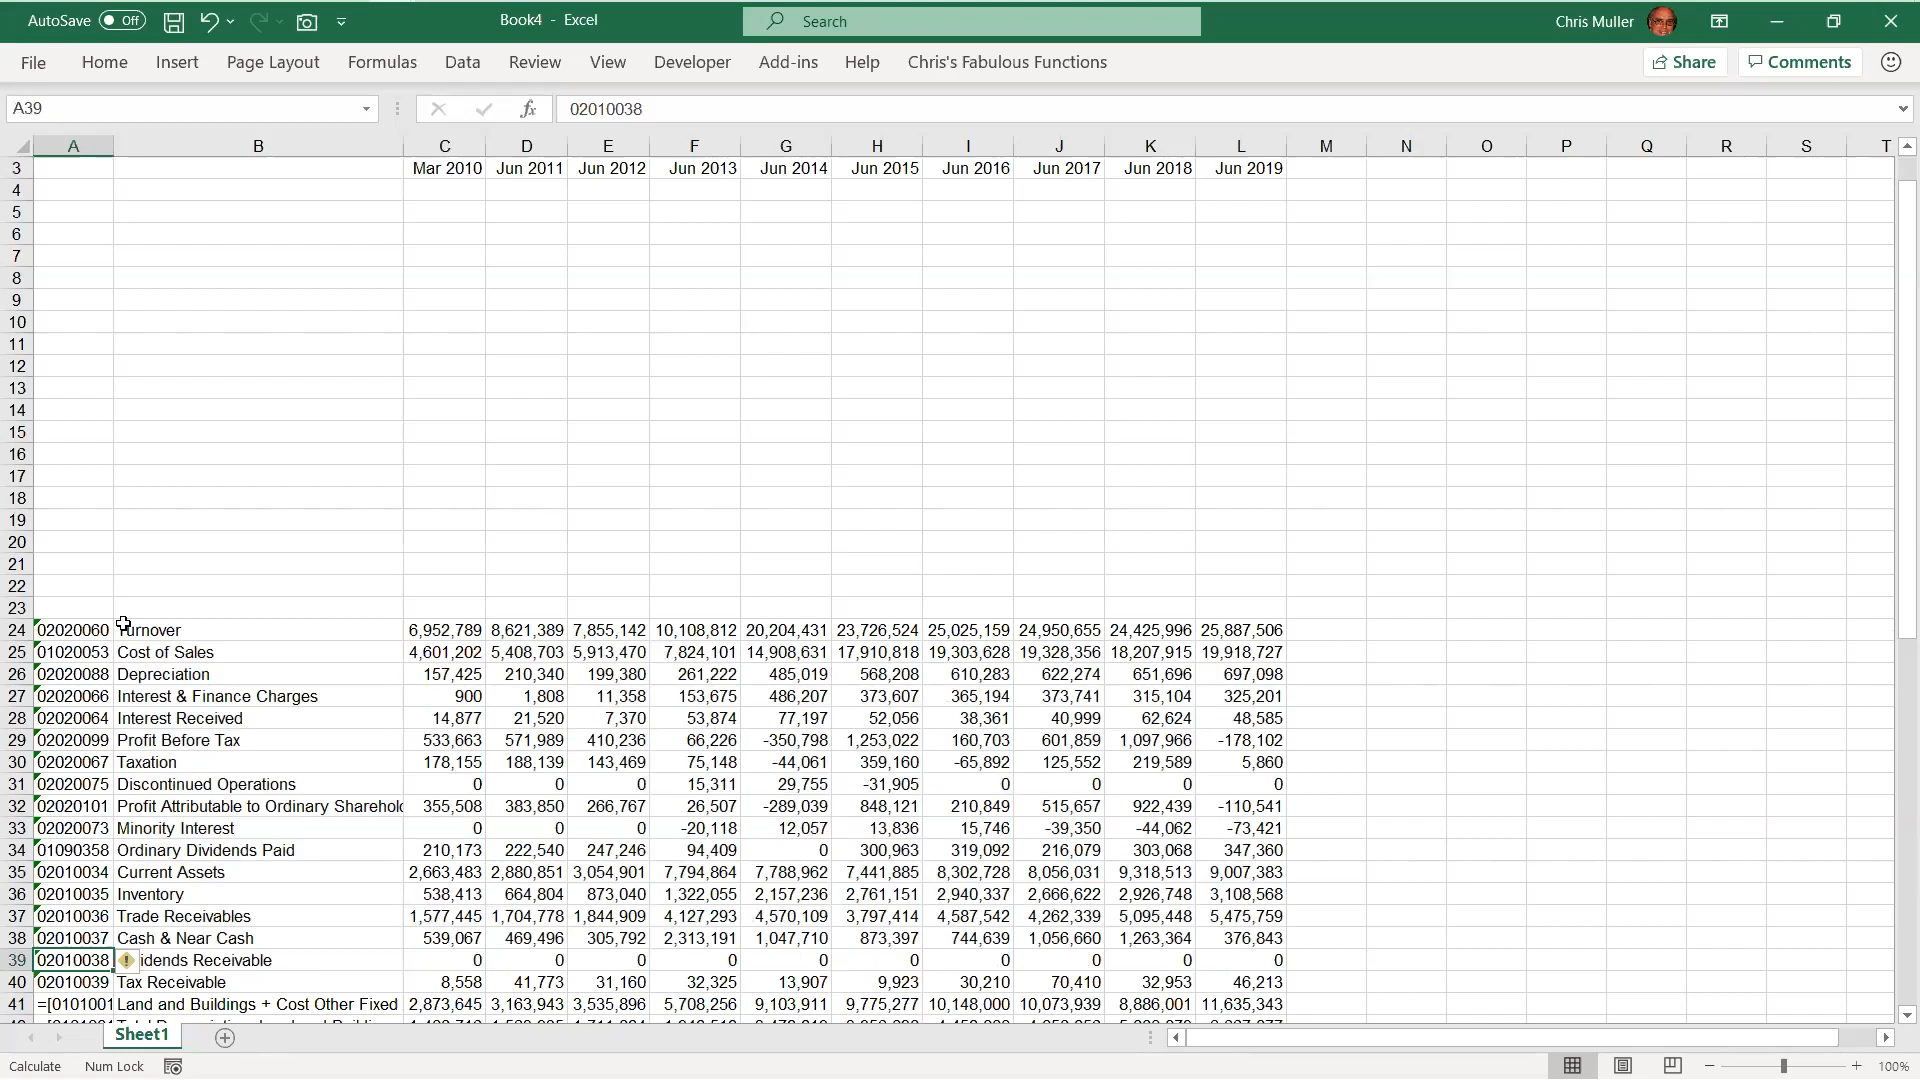 AutoSave Off Book4 - Excel Search Chris Muller
File Home Insert Page Layout Formulas Data Review View Developer Add-ins Help Chris's Fabulous Functions Share Comments
A39 fx 02010038
A B C D E F G H I J K L M N O P Q R S T
3 Mar 2010 Jun 2011 Jun 2012 Jun 2013 Jun 2014 Jun 2015 Jun 2016 Jun 2017 Jun 2018 Jun 2019
4
5
6
7
8
9
10
11
12
13
14
15
16
17
18
19
20
21
22
23
24 02020060 Turnover 6,952,789 8,621,389 7,855,142 10,108,812 20,204,431 23,726,524 25,025,159 24,950,655 24,425,996 25,887,506
25 01020053 Cost of Sales 4,601,202 5,408,703 5,913,470 7,824,101 14,908,631 17,910,818 19,303,628 19,328,356 18,207,915 19,918,727
26 02020088 Depreciation 157,425 210,340 199,380 261,222 485,019 568,208 610,283 622,274 651,696 697,098
27 02020066 Interest & Finance Charges 900 1,808 11,358 153,675 486,207 373,607 365,194 373,741 315,104 325,201
28 02020064 Interest Received 14,877 21,520 7,370 53,874 77,197 52,056 38,361 40,999 62,624 48,585
29 02020099 Profit Before Tax 533,663 571,989 410,236 66,226 -350,798 1,253,022 160,703 601,859 1,097,966 -178,102
30 02020067 Taxation 178,155 188,139 143,469 75,148 -44,061 359,160 -65,892 125,552 219,589 5,860
31 02020075 Discontinued Operations 0 0 0 15,311 29,755 -31,905 0 0 0 0
32 02020101 Profit Attributable to Ordinary Sharehold 355,508 383,850 266,767 26,507 -289,039 848,121 210,849 515,657 922,439 -110,541
33 02020073 Minority Interest 0 0 0 -20,118 12,057 13,836 15,746 -39,350 -44,062 -73,421
34 01090358 Ordinary Dividends Paid 210,173 222,540 247,246 94,409 0 300,963 319,092 216,079 303,068 347,360
35 02010034 Current Assets 2,663,483 2,880,851 3,054,901 7,794,864 7,788,962 7,441,885 8,302,728 8,056,031 9,318,513 9,007,383
36 02010035 Inventory 538,413 664,804 873,040 1,322,055 2,157,236 2,761,151 2,940,337 2,666,622 2,926,748 3,108,568
37 02010036 Trade Receivables 1,577,445 1,704,778 1,844,909 4,127,293 4,570,109 3,797,414 4,587,542 4,262,339 5,095,448 5,475,759
38 02010037 Cash & Near Cash 539,067 469,496 305,792 2,313,191 1,047,710 873,397 744,639 1,056,660 1,263,364 376,843
39 02010038 idends Receivable 0 0 0 0 0 0 0 0 0 0
40 02010039 Tax Receivable 8,558 41,773 31,160 32,325 13,907 9,923 30,210 70,410 32,953 46,213
41 =[0101001 Land and Buildings + Cost Other Fixed 2,873,645 3,163,943 3,535,896 5,708,256 9,103,911 9,775,277 10,148,000 10,073,939 8,886,001 11,635,343
Sheet1
Calculate Num Lock 100%